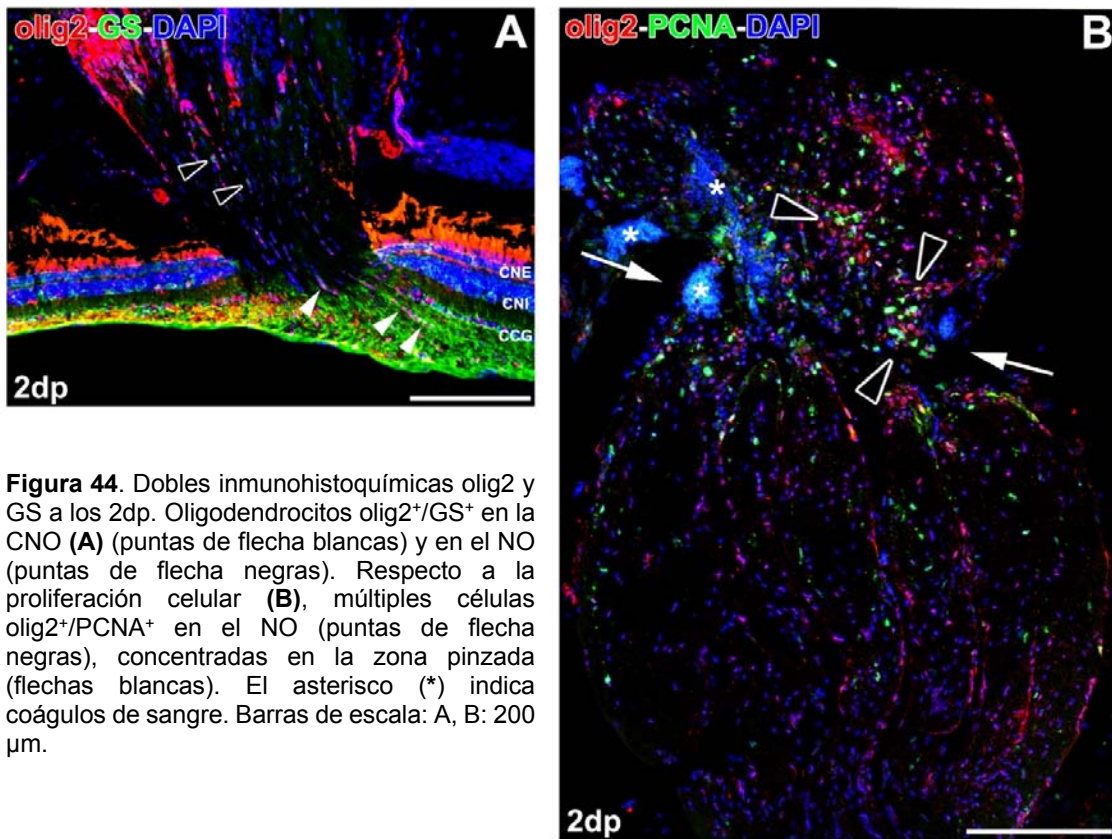 olig2-GS-DAPI
A
CNE
CNI
CCG
2dp
olig2-PCNA-DAPI
B
*
*
*
2dp
Figura 44. Dobles inmunohistoquímicas olig2 y
GS a los 2dp. Oligodendrocitos olig2⁺/GS⁺ en la
CNO (A) (puntas de flecha blancas) y en el NO
(puntas de flecha negras). Respecto a la
proliferación celular (B), múltiples células
olig2⁺/PCNA⁺ en el NO (puntas de flecha
negras), concentradas en la zona pinzada
(flechas blancas). El asterisco (*) indica
coágulos de sangre. Barras de escala: A, B: 200
μm.